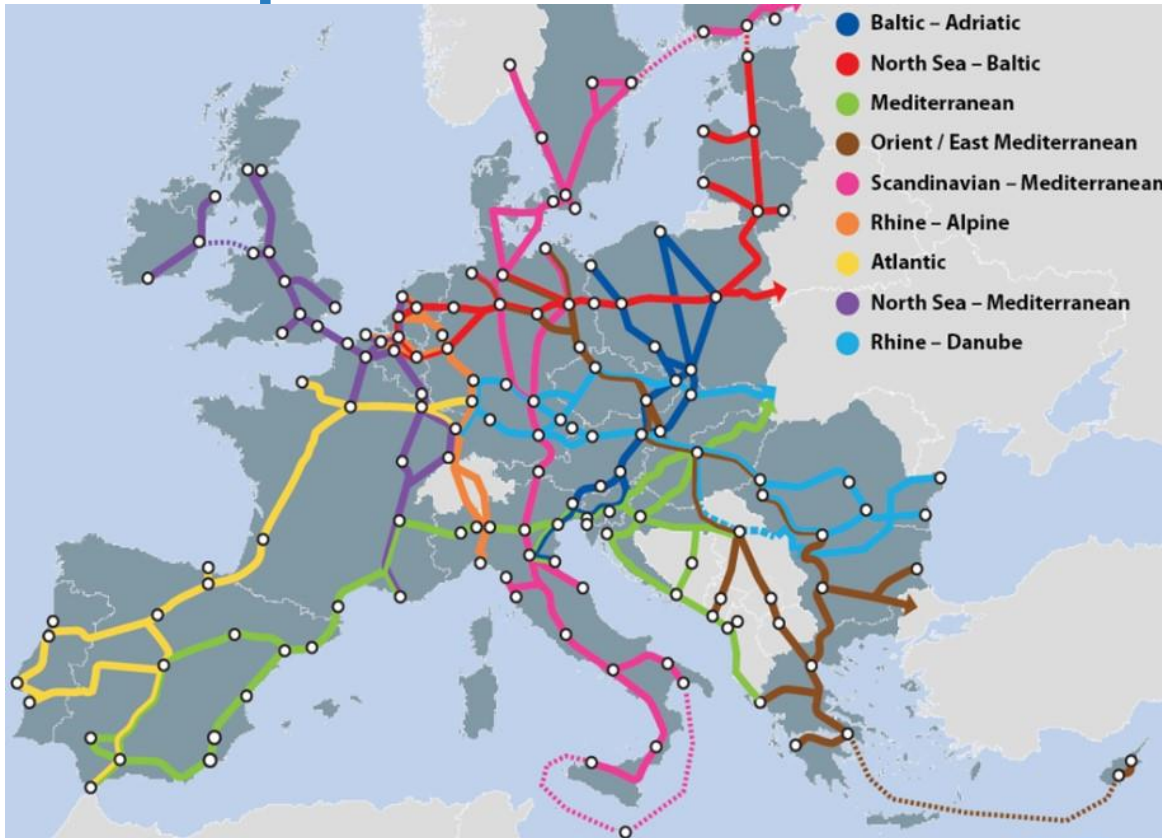 Baltic – Adriatic
North Sea – Baltic
Mediterranean
Orient / East Mediterranean
Scandinavian – Mediterranean
Rhine – Alpine
Atlantic
North Sea – Mediterranean
Rhine – Danube